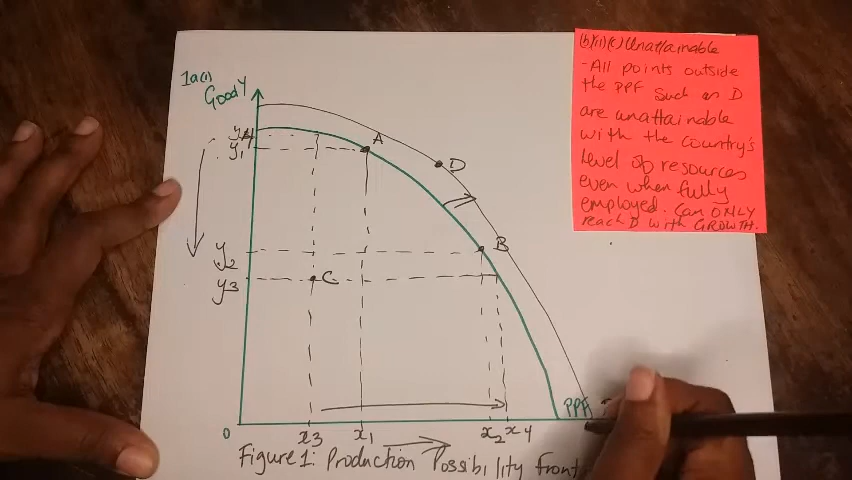 1a(i)
Good Y
y4
y1
A
D
y2
B
y3
C
PPF
0
x3
x1
x2
x4
Figure 1: Production Possibility Front
(b)(ii)(c) Unattainable
- All points outside
the PPF such as D
are unattainable
with the country's
level of resources
even when fully
employed. Can ONLY
reach D with GROWTH.